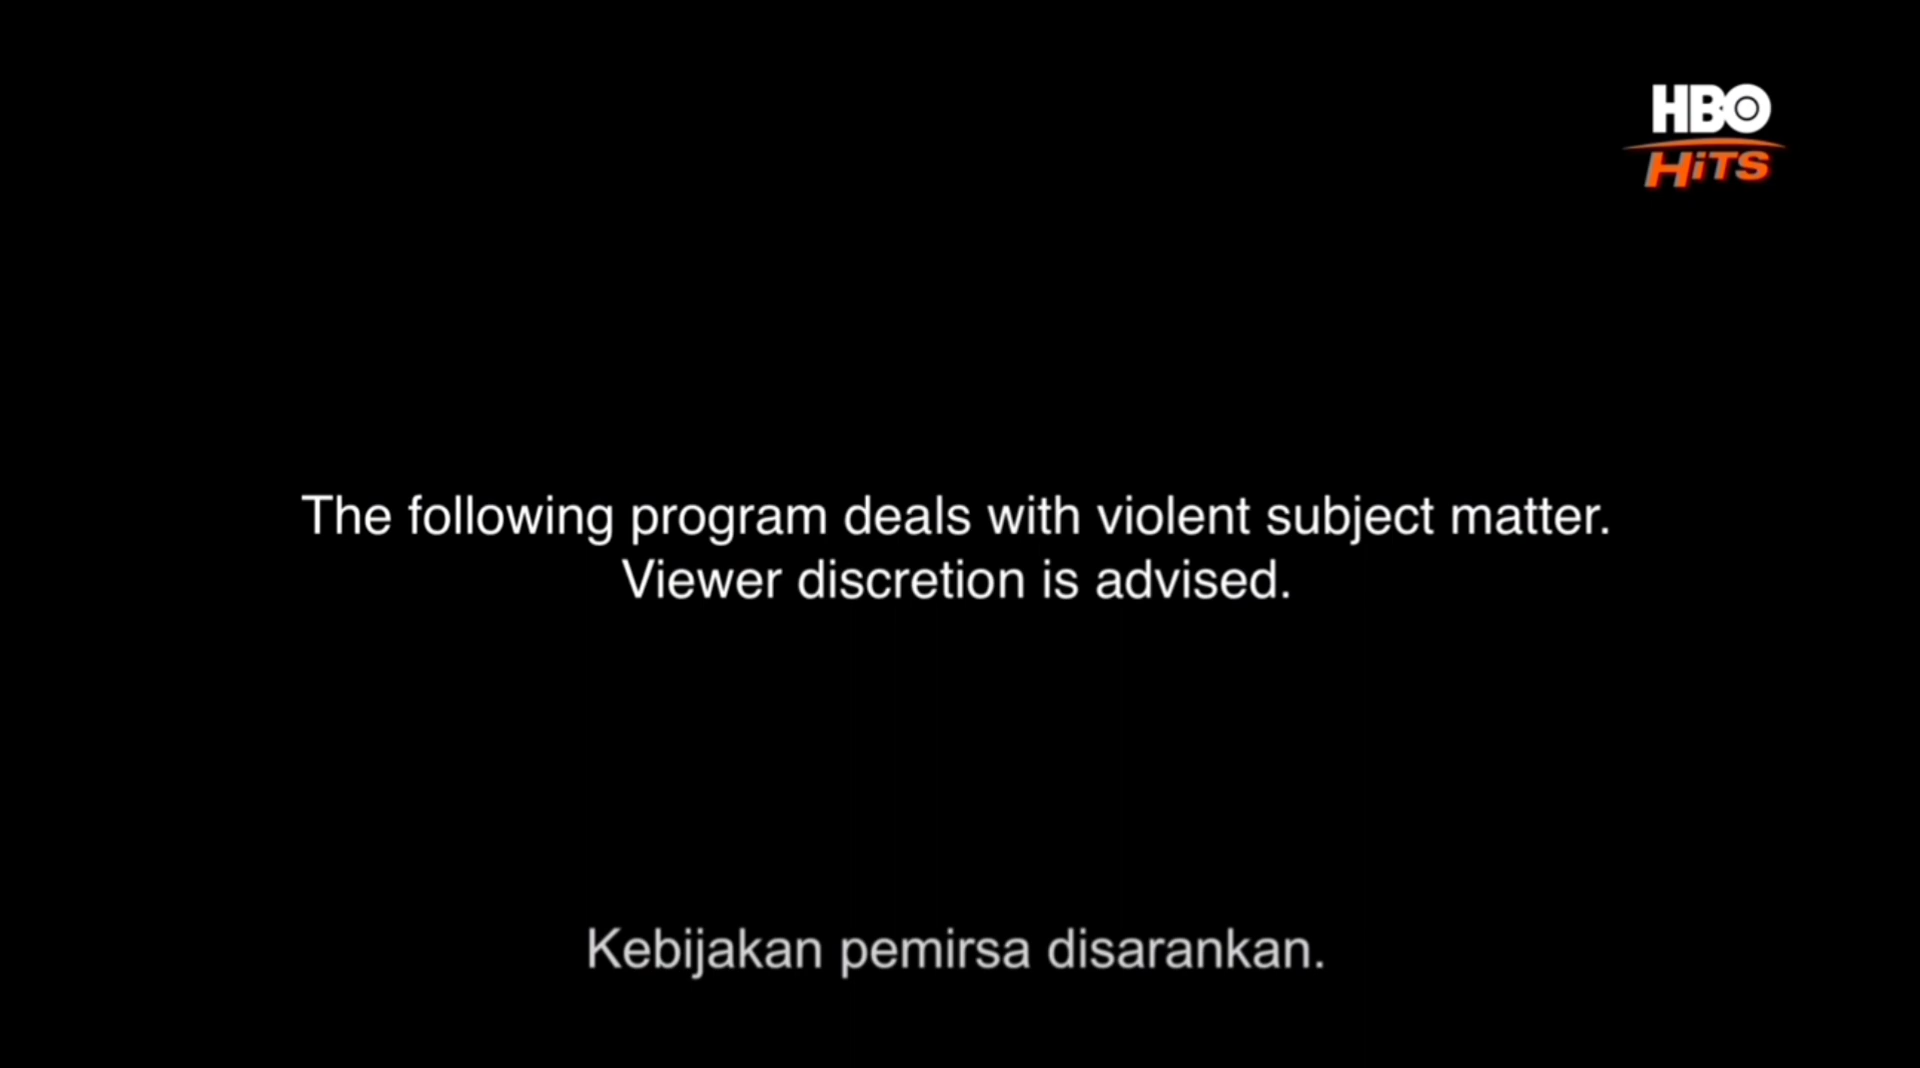 HBO
HiTS
The following program deals with violent subject matter.
Viewer discretion is advised.
Kebijakan pemirsa disarankan.